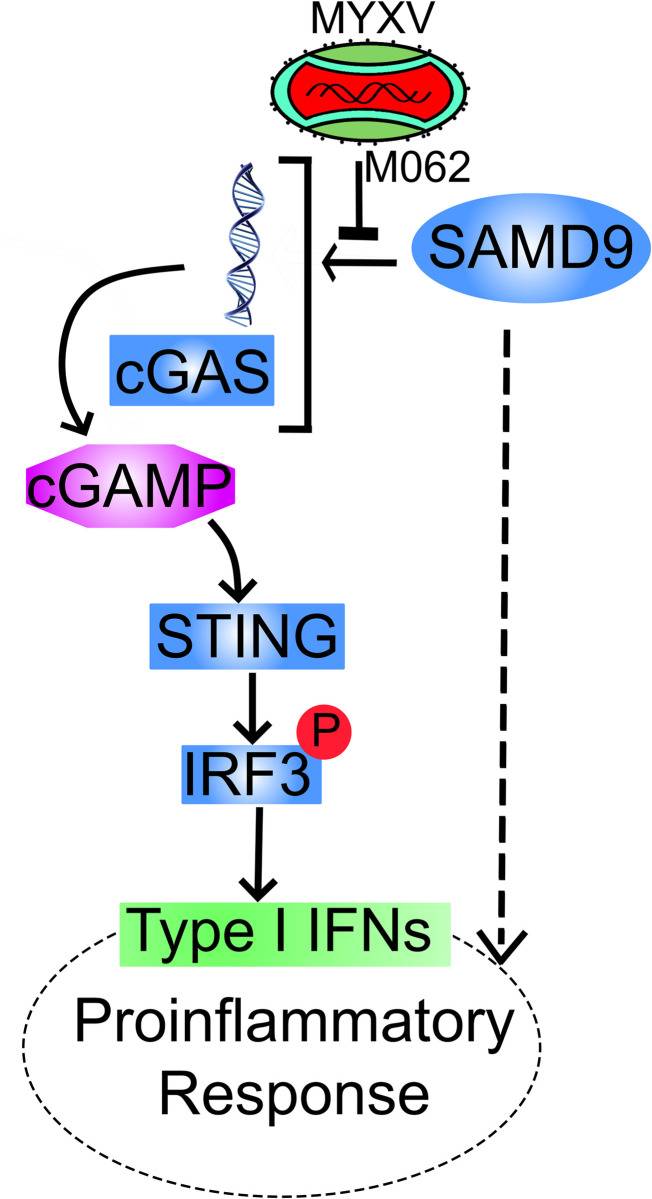 MYXV
M062
SAMD9
cGAS
cGAMP
STING
P
IRF3
Type I IFNs
Proinflammatory
Response